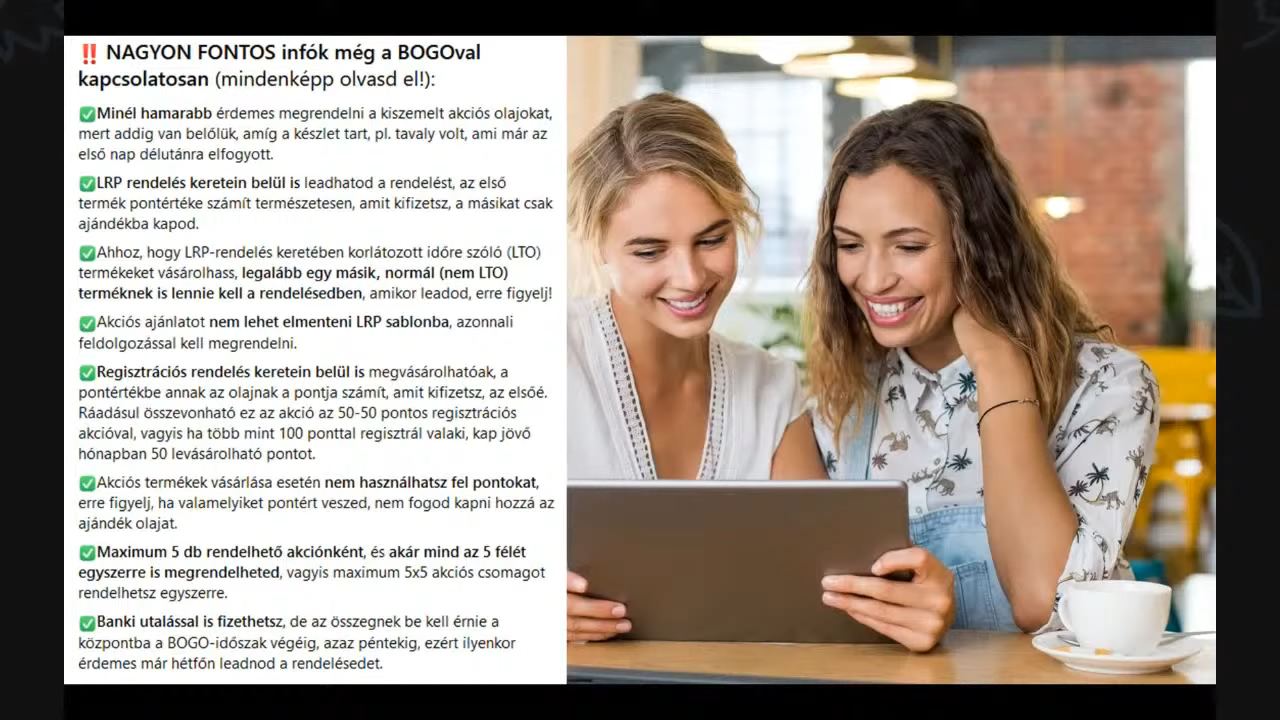 ‼️ NAGYON FONTOS infók még a BOGOval
kapcsolatosan (mindenképp olvasd el!):
✅Minél hamarabb érdemes megrendelni a kiszemelt akciós olajokat,
mert addig van belőlük, amíg a készlet tart, pl. tavaly volt, ami már az
első nap délutánra elfogyott.
✅LRP rendelés keretein belül is leadhatod a rendelést, az első
termék pontértéke számít természetesen, amit kifizetsz, a másikat csak
ajándékba kapod.
✅Ahhoz, hogy LRP-rendelés keretében korlátozott időre szóló (LTO)
termékeket vásárolhass, legalább egy másik, normál (nem LTO)
terméknek is lennie kell a rendelésedben, amikor leadod, erre figyelj!
✅Akciós ajánlatot nem lehet elmenteni LRP sablonba, azonnali
feldolgozással kell megrendelni.
✅Regisztrációs rendelés keretein belül is megvásárolhatóak, a
pontértékbe annak az olajnak a pontja számít, amit kifizetsz, az elsőé.
Ráadásul összevonható ez az akció az 50-50 pontos regisztrációs
akcióval, vagyis ha több mint 100 ponttal regisztrál valaki, kap jövő
hónapban 50 levásárolható pontot.
✅Akciós termékek vásárlása esetén nem használhatsz fel pontokat,
erre figyelj, ha valamelyiket pontért veszed, nem fogod kapni hozzá az
ajándék olajat.
✅Maximum 5 db rendelhető akciónként, és akár mind az 5 félét
egyszerre is megrendelheted, vagyis maximum 5x5 akciós csomagot
rendelhetsz egyszerre.
✅Banki utalással is fizethetsz, de az összegnek be kell érnie a
központba a BOGO-időszak végéig, azaz péntekig, ezért ilyenkor
érdemes már hétfőn leadnod a rendelésedet.